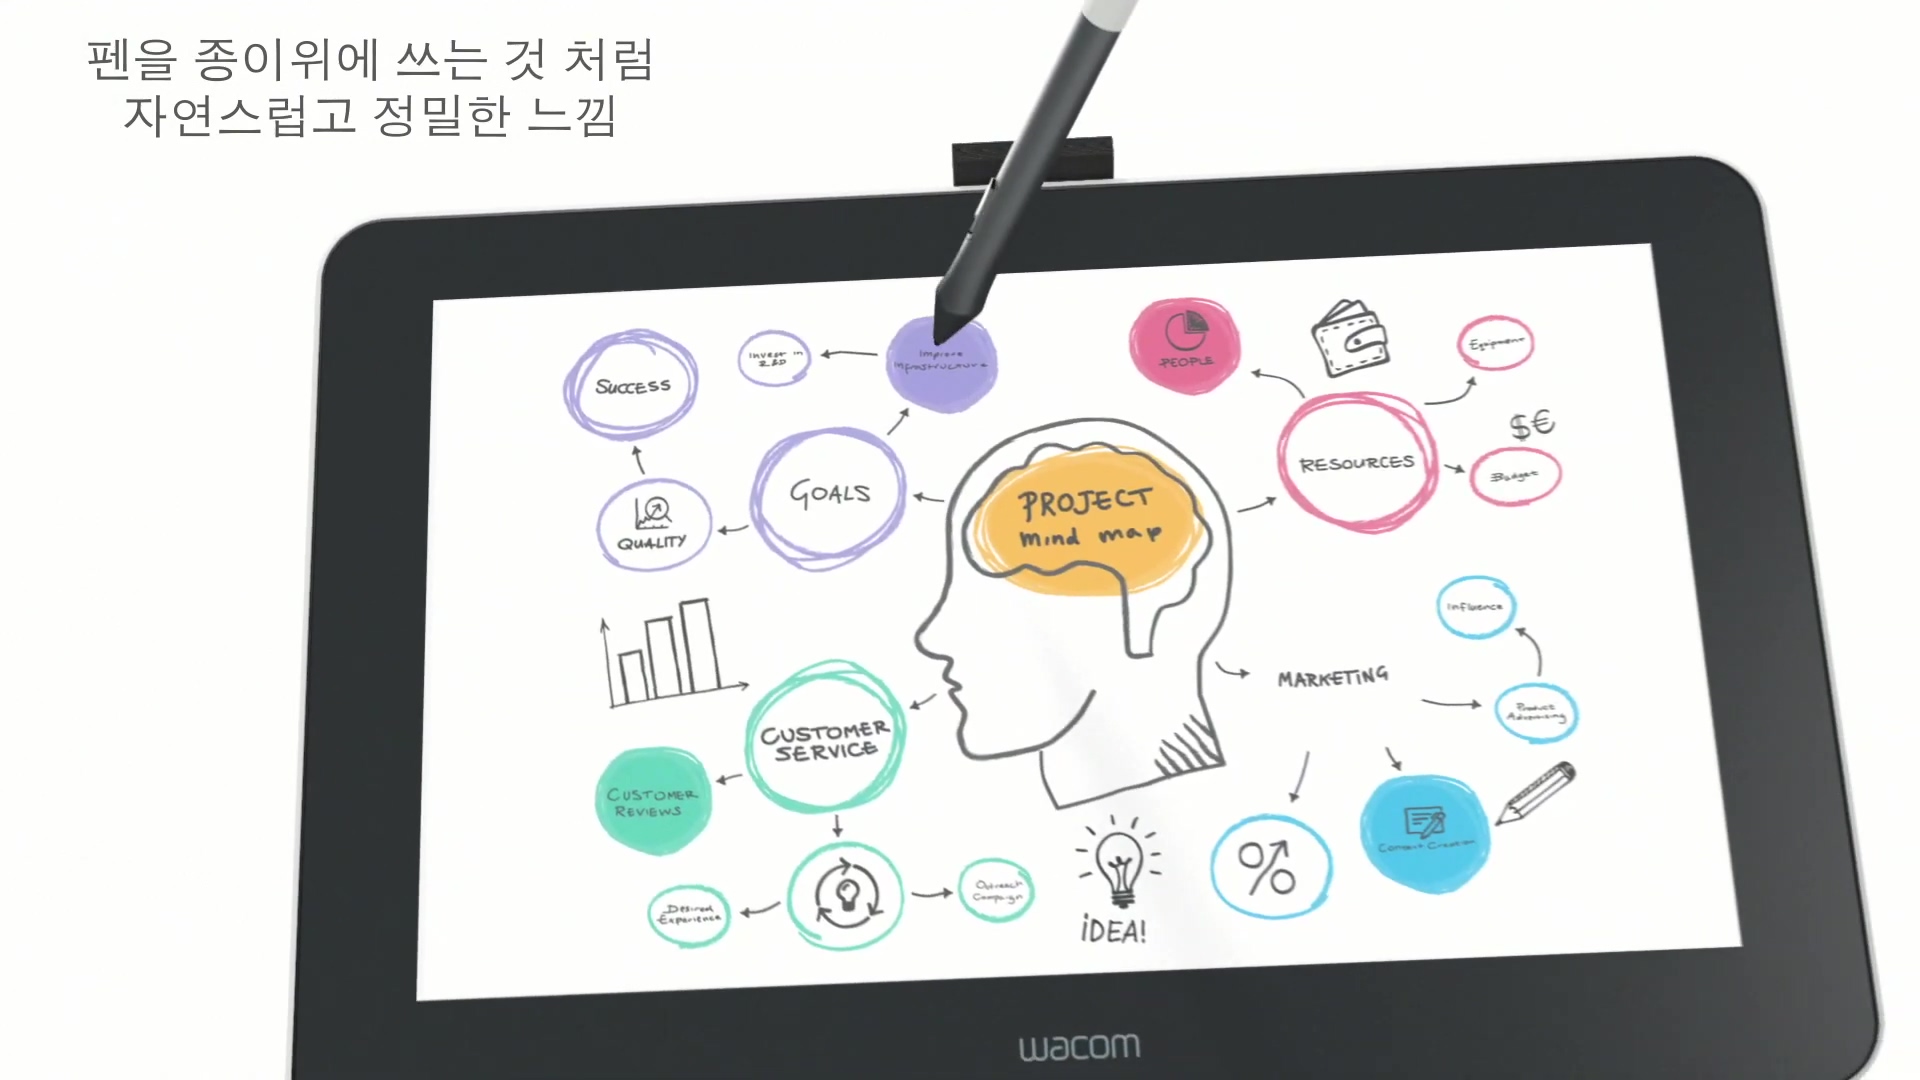 펜을 종이위에 쓰는 것 처럼
자연스럽고 정밀한 느낌
Improve
Infrastructure
Invest in
R&D
SUCCESS
GOALS
QUALITY
PROJECT
mind map
PEOPLE
Equipment
$€
RESOURCES
Budget
Influence
MARKETING
Product
Advertising
CUSTOMER
SERVICE
CUSTOMER
REVIEWS
Content Creation
Desired
Experience
Outreach
Campaign
iDEA!
wacom